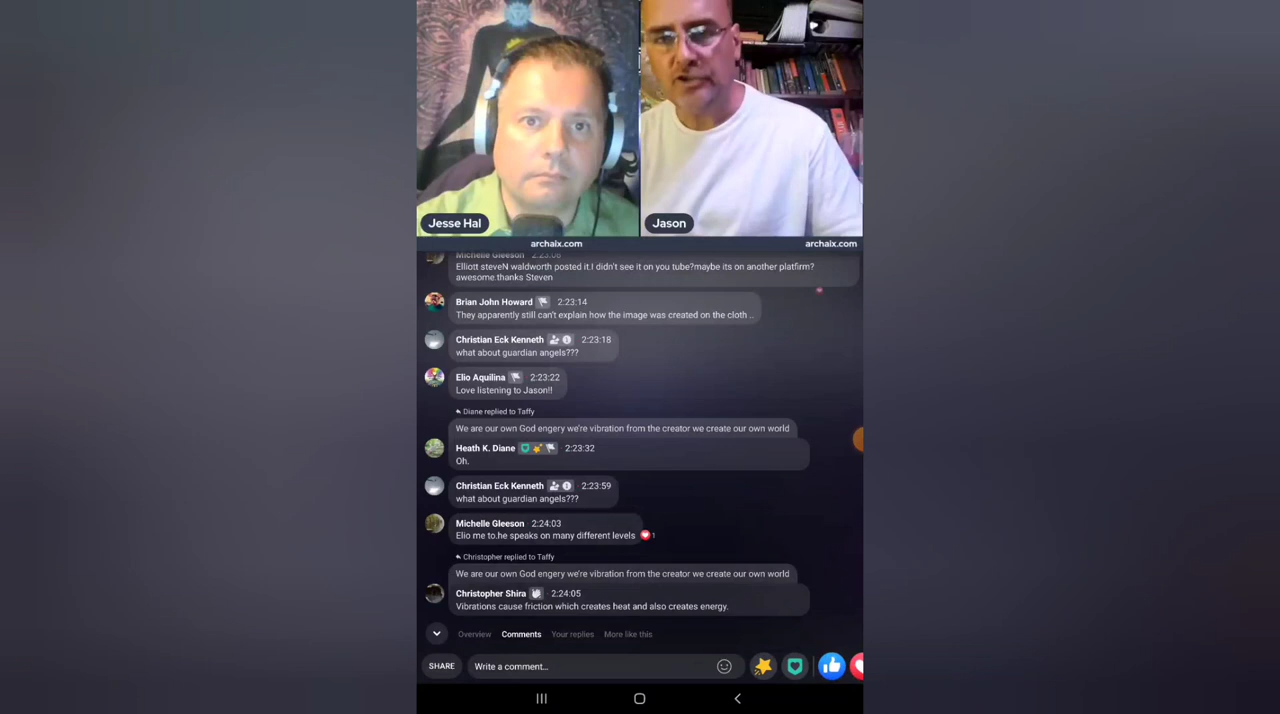 Jesse Hal
Jason
archaix.com
archaix.com
Michelle Gleeson 2:23:06
Elliott steveN waldworth posted it.I didn't see it on you tube?maybe its on another platfirm?
awesome.thanks Steven
Brian John Howard 2:23:14
They apparently still can't explain how the image was created on the cloth ..
Christian Eck Kenneth 2:23:18
what about guardian angels???
Elio Aquilina 2:23:22
Love listening to Jason!!
Diane replied to Taffy
We are our own God engery we're vibration from the creator we create our own world
Heath K. Diane · 2:23:32
Oh.
Christian Eck Kenneth 2:23:59
what about guardian angels???
Michelle Gleeson · 2:24:03
Elio me to.he speaks on many different levels 1
Christopher replied to Taffy
We are our own God engery we're vibration from the creator we create our own world
Christopher Shira · 2:24:05
Vibrations cause friction which creates heat and also creates energy.
Overview Comments Your replies More like this
SHARE Write a comment...